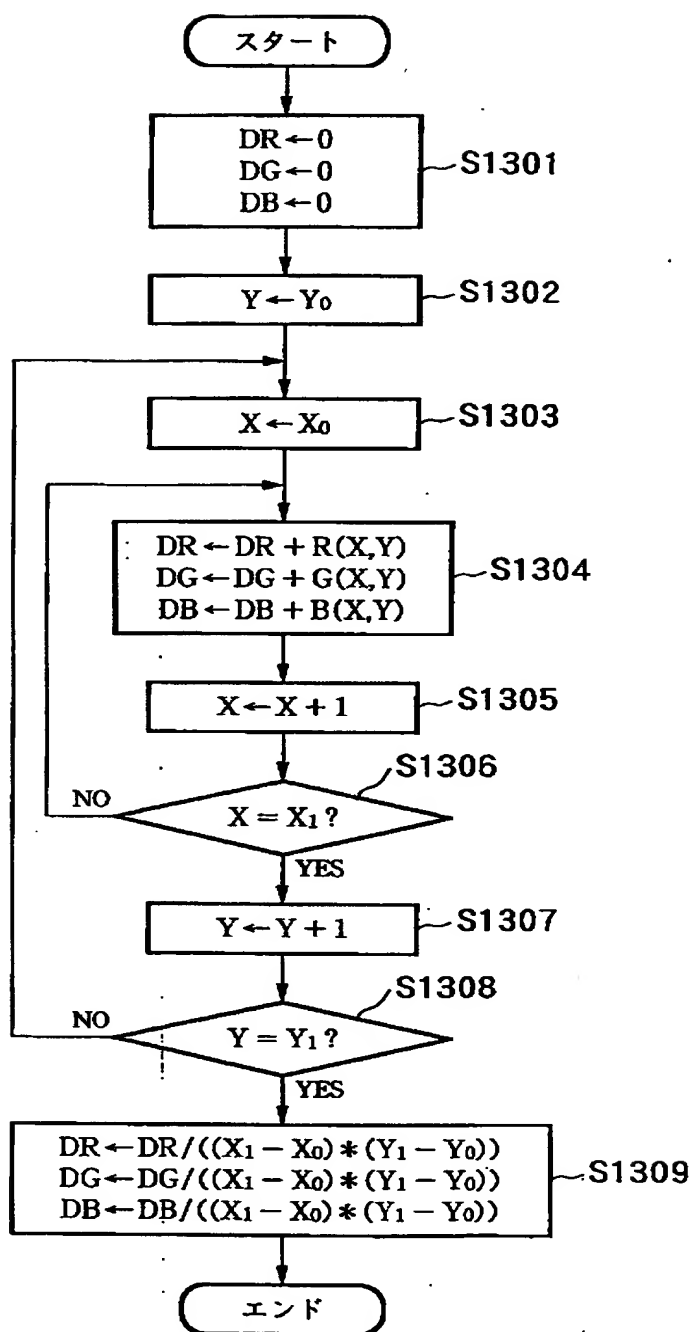 スタート
DR←0
DG←0
DB←0
S1301
Y←Y₀
S1302
X←X₀
S1303
DR←DR + R(X,Y)
DG←DG + G(X,Y)
DB←DB + B(X,Y)
S1304
X←X + 1
S1305
S1306
NO
X = X₁ ?
YES
Y←Y + 1
S1307
S1308
NO
Y = Y₁ ?
YES
DR←DR/((X₁ − X₀) * (Y₁ − Y₀))
DG←DG/((X₁ − X₀) * (Y₁ − Y₀))
DB←DB/((X₁ − X₀) * (Y₁ − Y₀))
S1309
エンド